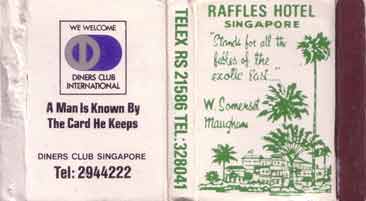 WE WELCOME
DINERS CLUB
INTERNATIONAL
A Man Is Known By
The Card He Keeps
DINERS CLUB SINGAPORE
Tel: 2944222
TELEX RS 21586 TEL: 328041
RAFFLES HOTEL
SINGAPORE
"Stands for all the
fables of the
exotic East...."
W. Somerset
Maugham